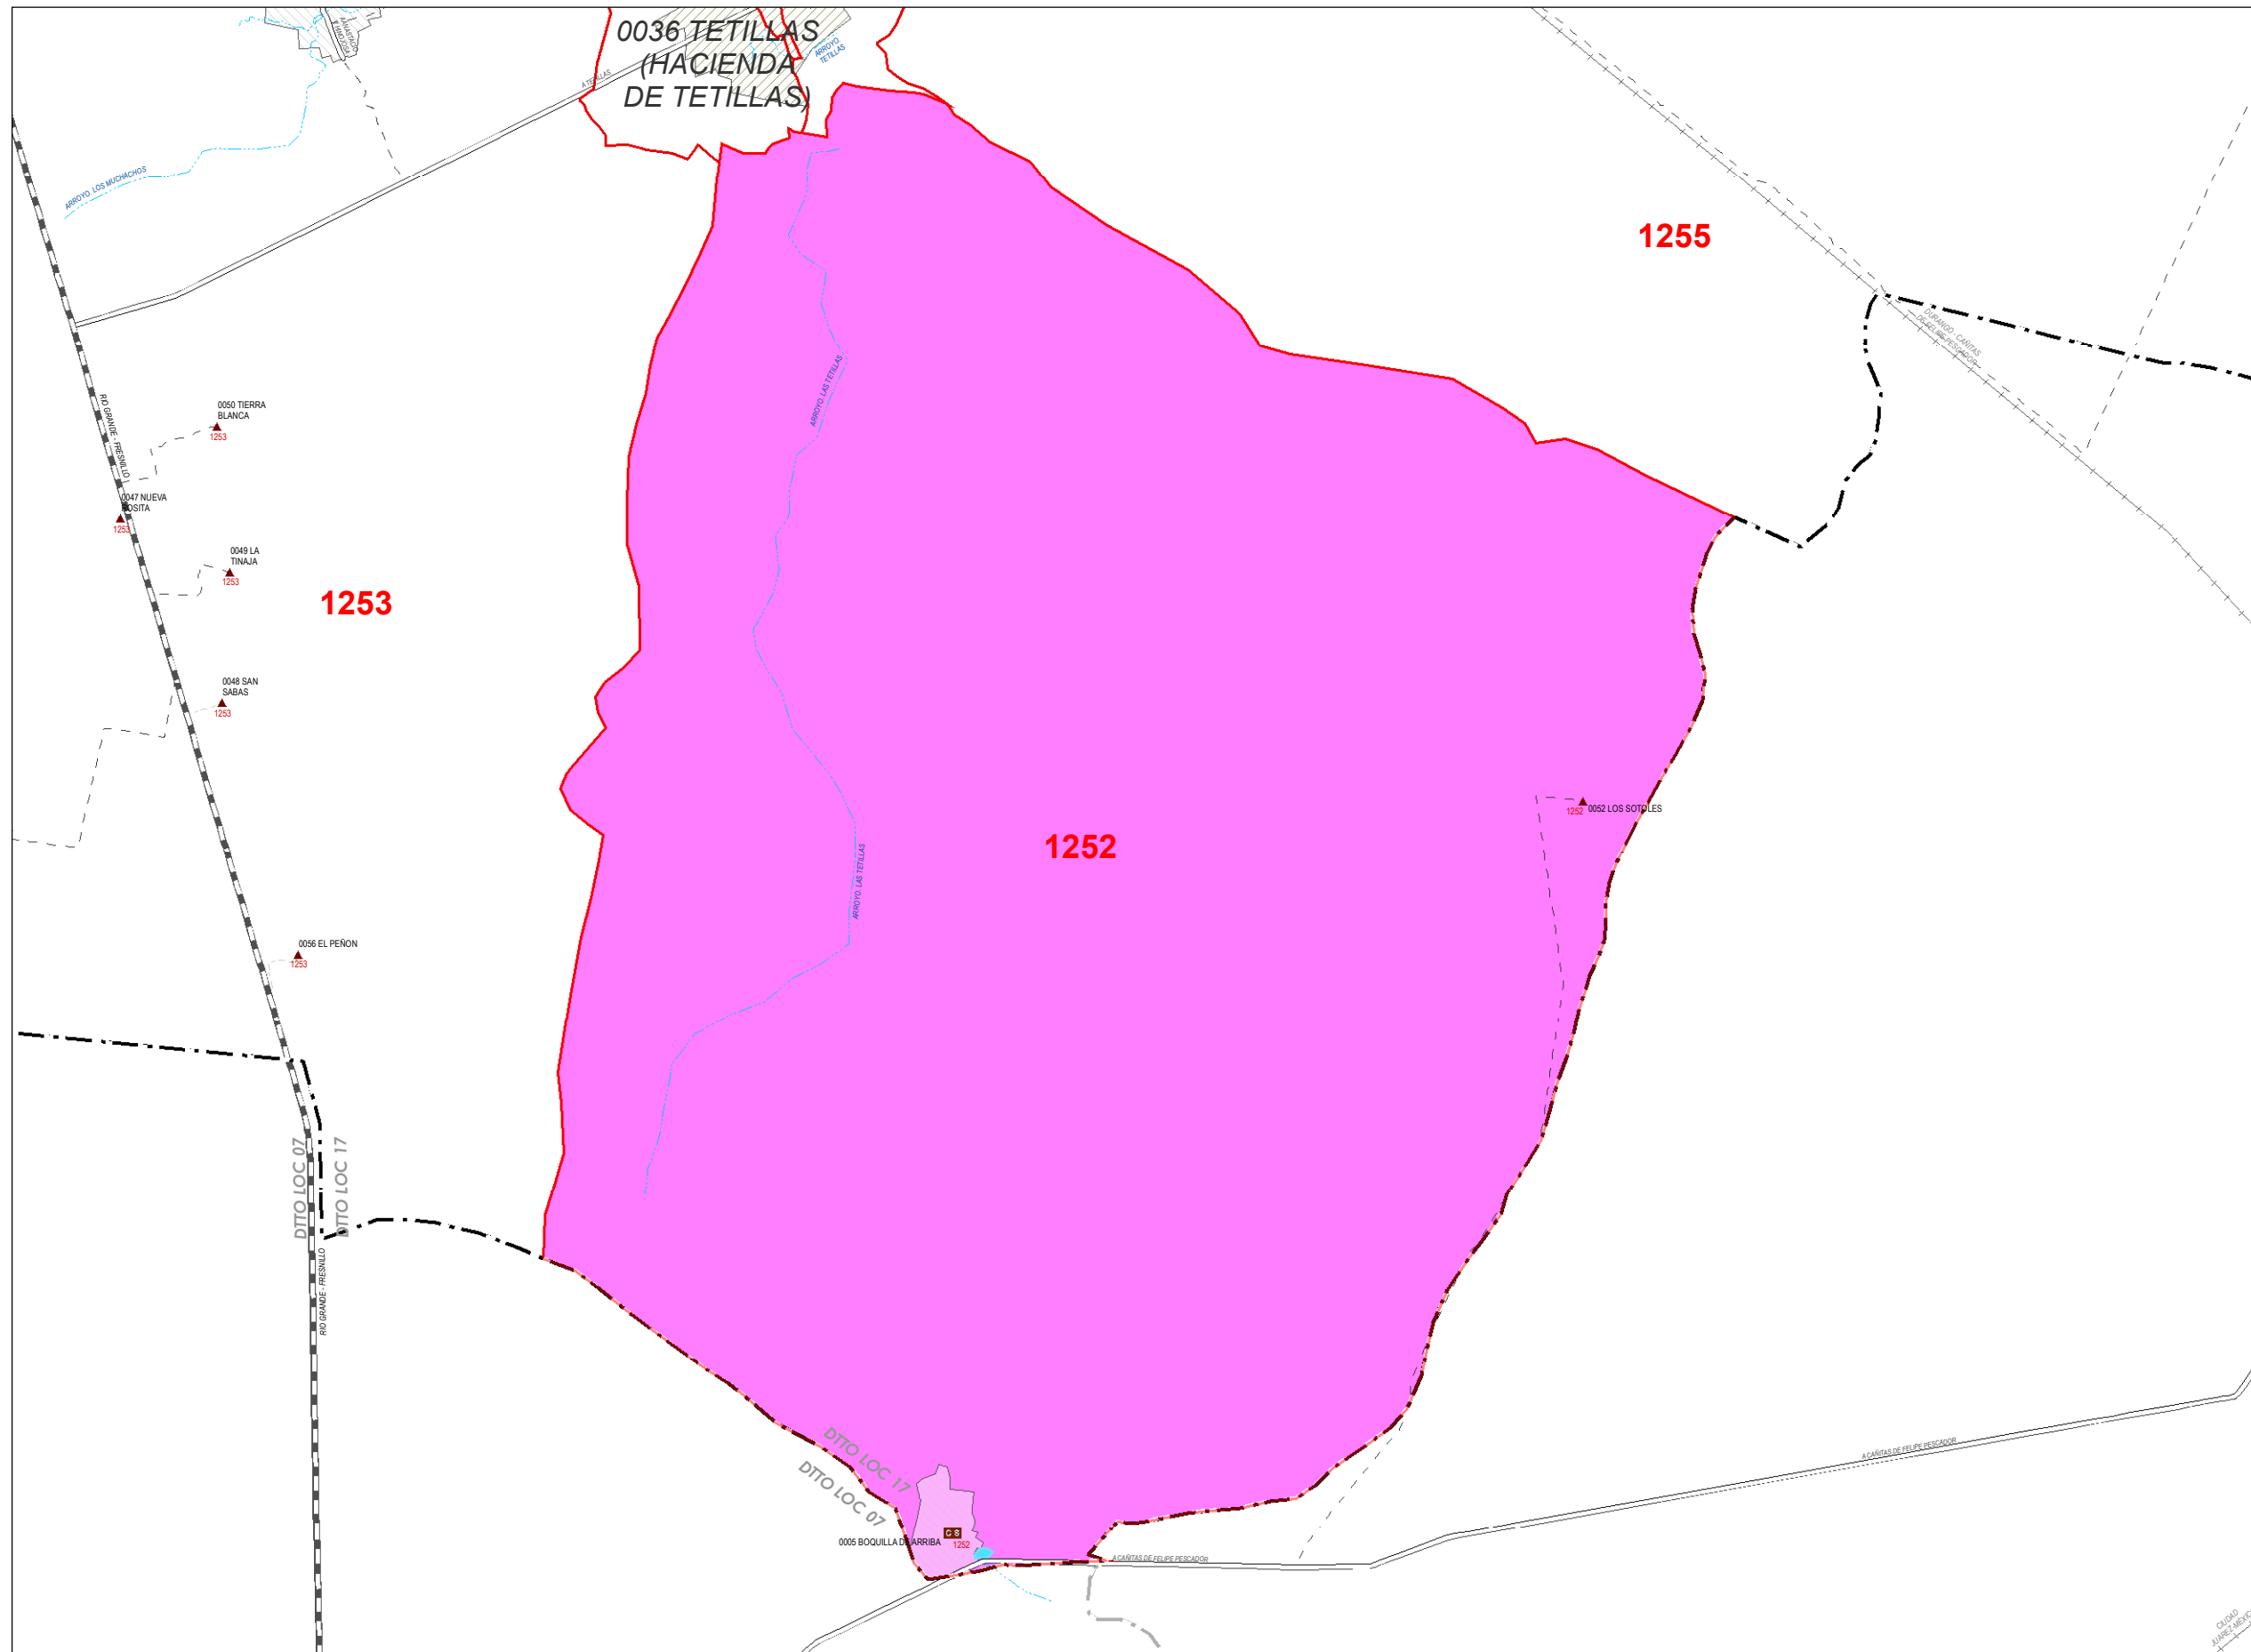 ANASTACIO
0036 TETILLAS
(HACIENDA
DE TETILLAS)
ARROYO
TETILLAS
A TETILLAS
ARROYO LOS MUCHACHOS
1255
DURANGO - CAÑITAS
DE FELIPE PESCADOR
ARROYO LAS TETILLAS
RIO GRANDE - FRESNILLO
0050 TIERRA
BLANCA
1253
0047 NUEVA
ROSITA
1253
0049 LA
TINAJA
1253
1253
0048 SAN
SABAS
1253
0052 LOS SOTOLES
1252
1252
ARROYO LAS TETILLAS
0056 EL PEÑON
1253
DTTO LOC 07
DTTO LOC 17
RIO GRANDE - FRESNILLO
DTTO LOC 17
DTTO LOC 07
A CAÑITAS DE FELIPE PESCADOR
C S
0005 BOQUILLA DE ARRIBA
1252
A CAÑITAS DE FELIPE PESCADOR
CIUDAD